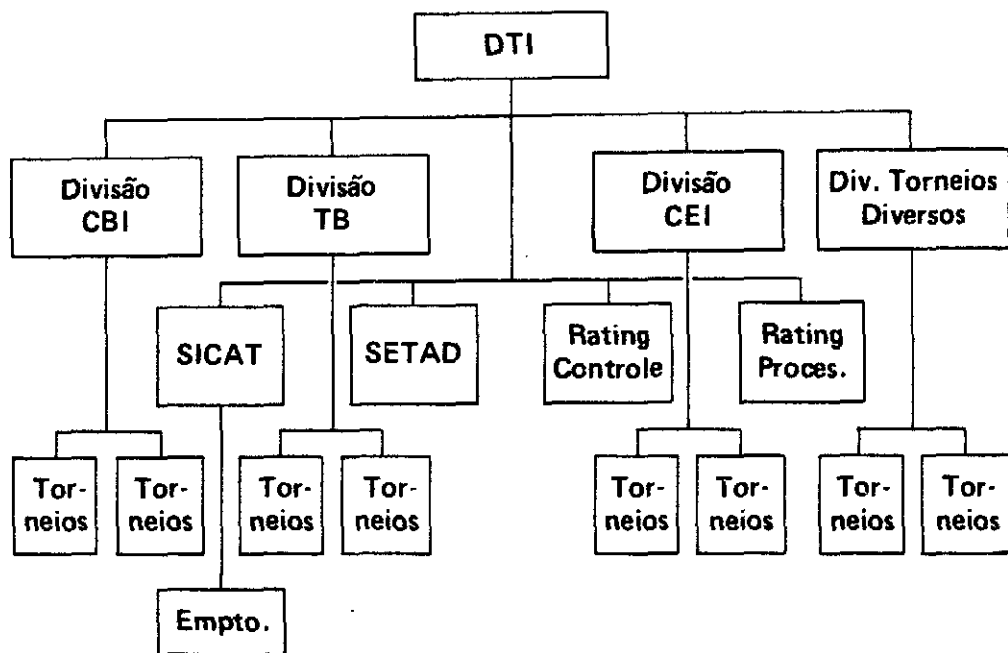 DTI
Divisão
CBI
Divisão
TB
Divisão
CEI
Div. Torneios
Diversos
SICAT
SETAD
Rating
Controle
Rating
Proces.
Tor-
neios
Tor-
neios
Tor-
neios
Tor-
neios
Tor-
neios
Tor-
neios
Tor-
neios
Tor-
neios
Empto.